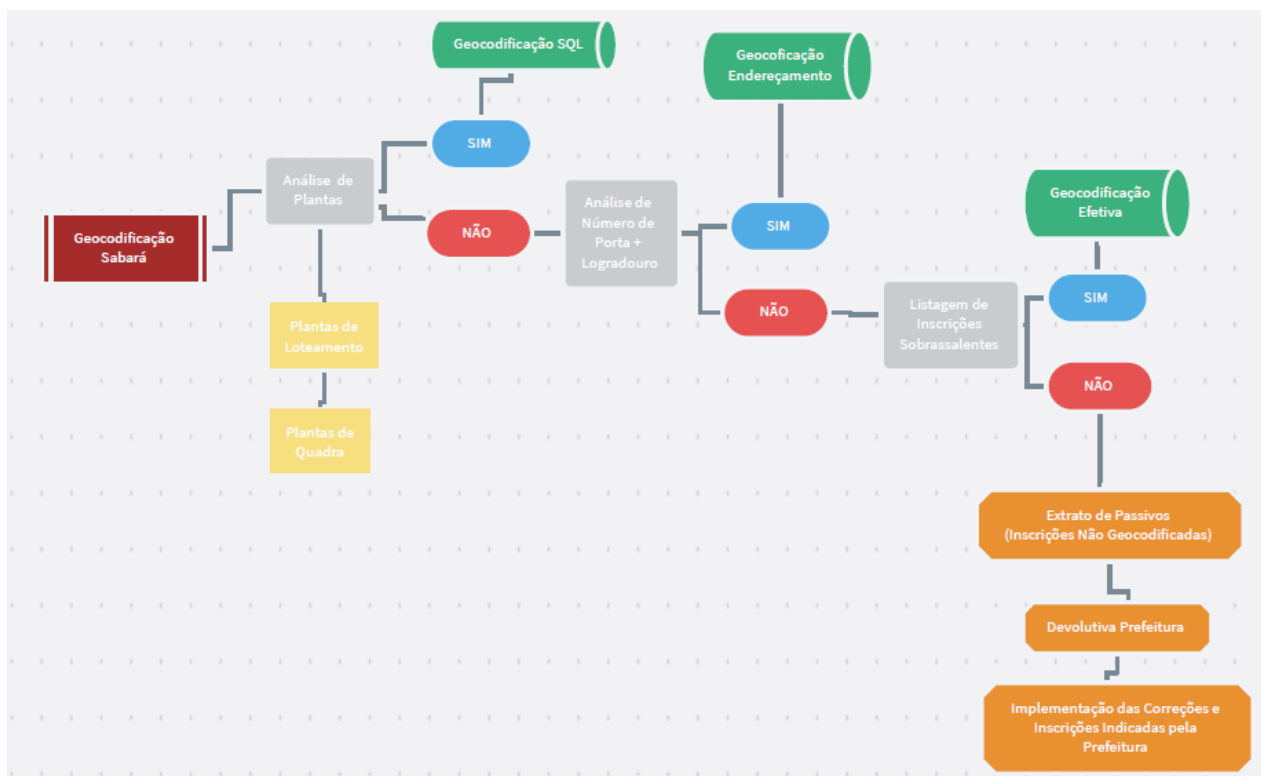 Geocodificação SQL
Geocoficação
Endereçamento
SIM
Análise de
Plantas
Geocodificação
Efetiva
Análise de
Número de
Porta +
Logradouro
SIM
NÃO
Geocodificação
Sabará
SIM
NÃO
Listagem de
Inscrições
Sobrassalentes
Plantas de
Loteamento
NÃO
Plantas de
Quadra
Extrato de Passivos
(Inscrições Não Geocodificadas)
Devolutiva Prefeitura
Implementação das Correções e
Inscrições Indicadas pela
Prefeitura